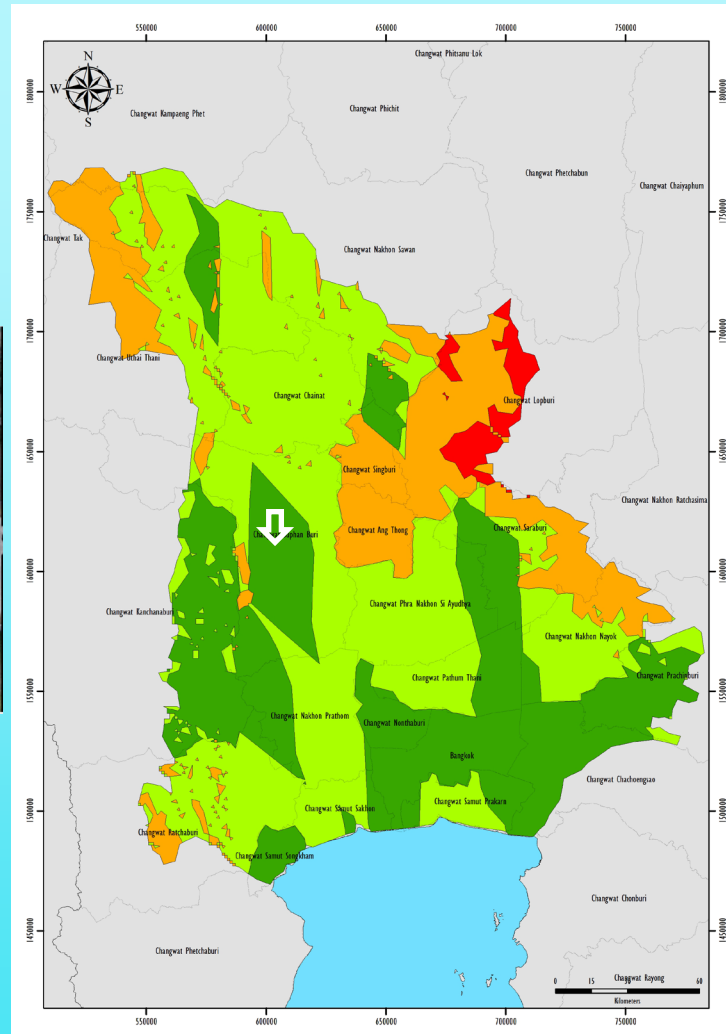 550000 600000 650000 700000 750000
Changwat Phitsanu Lok
N
W E
S
1800000 1800000
Changwat Kampaeng Phet
Changwat Phichit
Changwat Phetchabun
Changwat Chaiyaphum
1750000 1750000
Changwat Tak
Changwat Nakhon Sawan
1700000 1700000
Changwat Uthai Thani
Changwat Chainat
Changwat Lopburi
1650000 1650000
Changwat Singburi
Changwat Nakhon Ratchasima
Changwat Ang Thong
Changwat Saraburi
Changwat Suphan Buri
1600000 1600000
Changwat Kanchanaburi
Changwat Phra Nakhon Si Ayudhya
Changwat Nakhon Nayok
Changwat Pathum Thani
Changwat Prachinburi
1550000 1550000
Changwat Nakhon Prathom
Changwat Nonthaburi
Bangkok
Changwat Chachoengsao
Changwat Samut Sakhon
Changwat Samut Prakarn
1500000 1500000
Changwat Ratchaburi
Changwat Samut Songkham
Changwat Chonburi
1450000 1450000
Changwat Phetchaburi
Changwat Rayong
0 15 30 60
Kilometers
550000 600000 650000 700000 750000